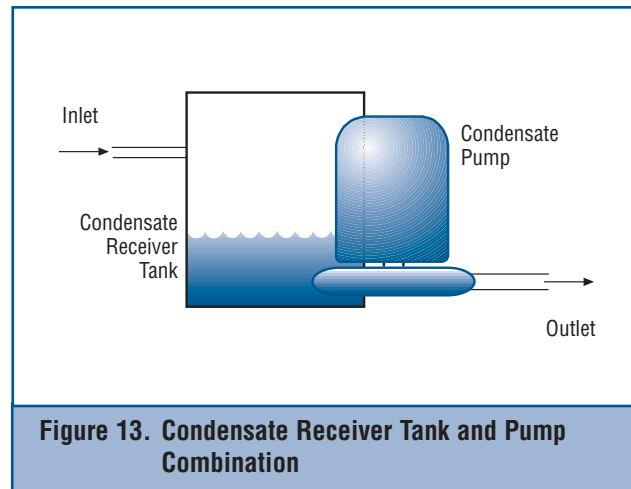 Inlet
Condensate
Pump
Condensate
Receiver
Tank
Outlet
Figure 13. Condensate Receiver Tank and Pump
Combination